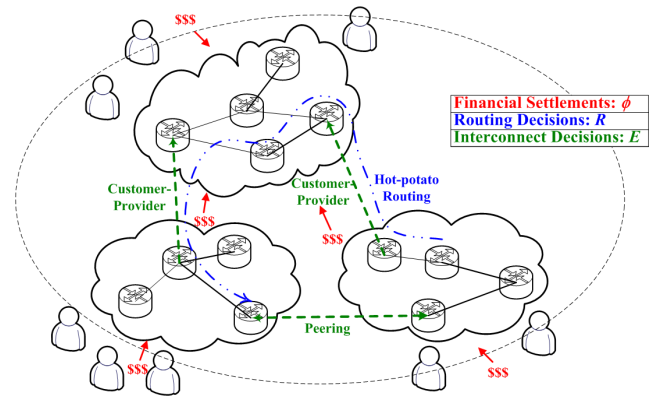 $$$
Financial Settlements: ϕ
Routing Decisions: R
Interconnect Decisions: E
Customer-
Provider
Customer-
Provider
Hot-potato
Routing
$$$
$$$
Peering
$$$
$$$